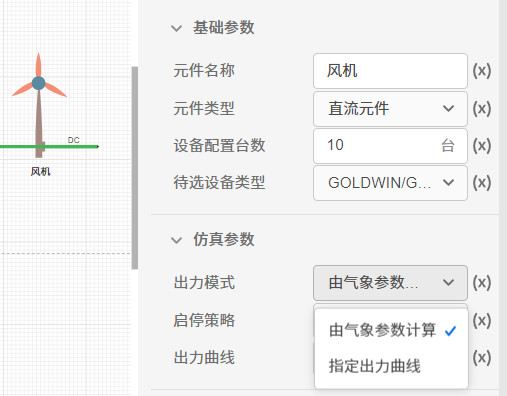 基础参数
元件名称 风机 (x)
元件类型 直流元件 (x)
设备配置台数 10 台 (x)
待选设备类型 GOLDWIN/G... (x)
仿真参数
出力模式 由气象参数... (x)
启停策略 (x)
由气象参数计算
出力曲线 (x)
指定出力曲线
DC
风机